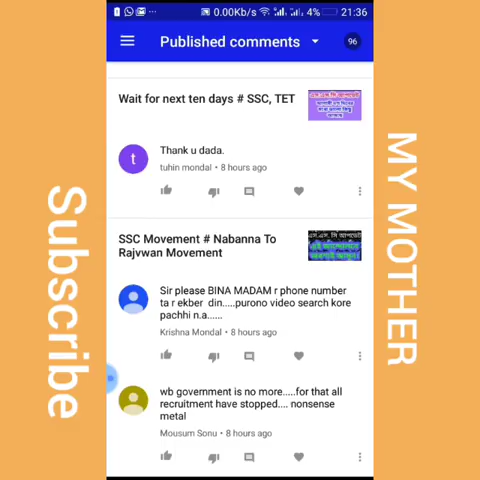 0.00Kb/s 4% 21:36
Published comments
96
Wait for next ten days # SSC, TET
t
Thank u dada.
tuhin mondal • 8 hours ago
SSC Movement # Nabanna To
Rajvwan Movement
Sir please BINA MADAM r phone number
ta r ekber din.....purono video search kore
pachhi n.a......
Krishna Mondal • 8 hours ago
wb government is no more.....for that all
recruitment have stopped.... nonsense
metal
Mousum Sonu • 8 hours ago
Subscribe
MY MOTHER